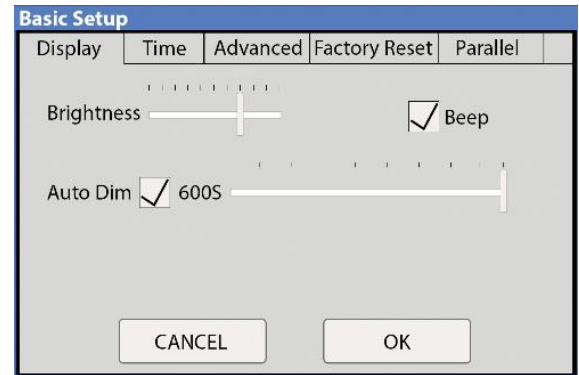 Basic Setup
Display Time Advanced Factory Reset Parallel
Brightness Beep
Auto Dim 600S
CANCEL OK